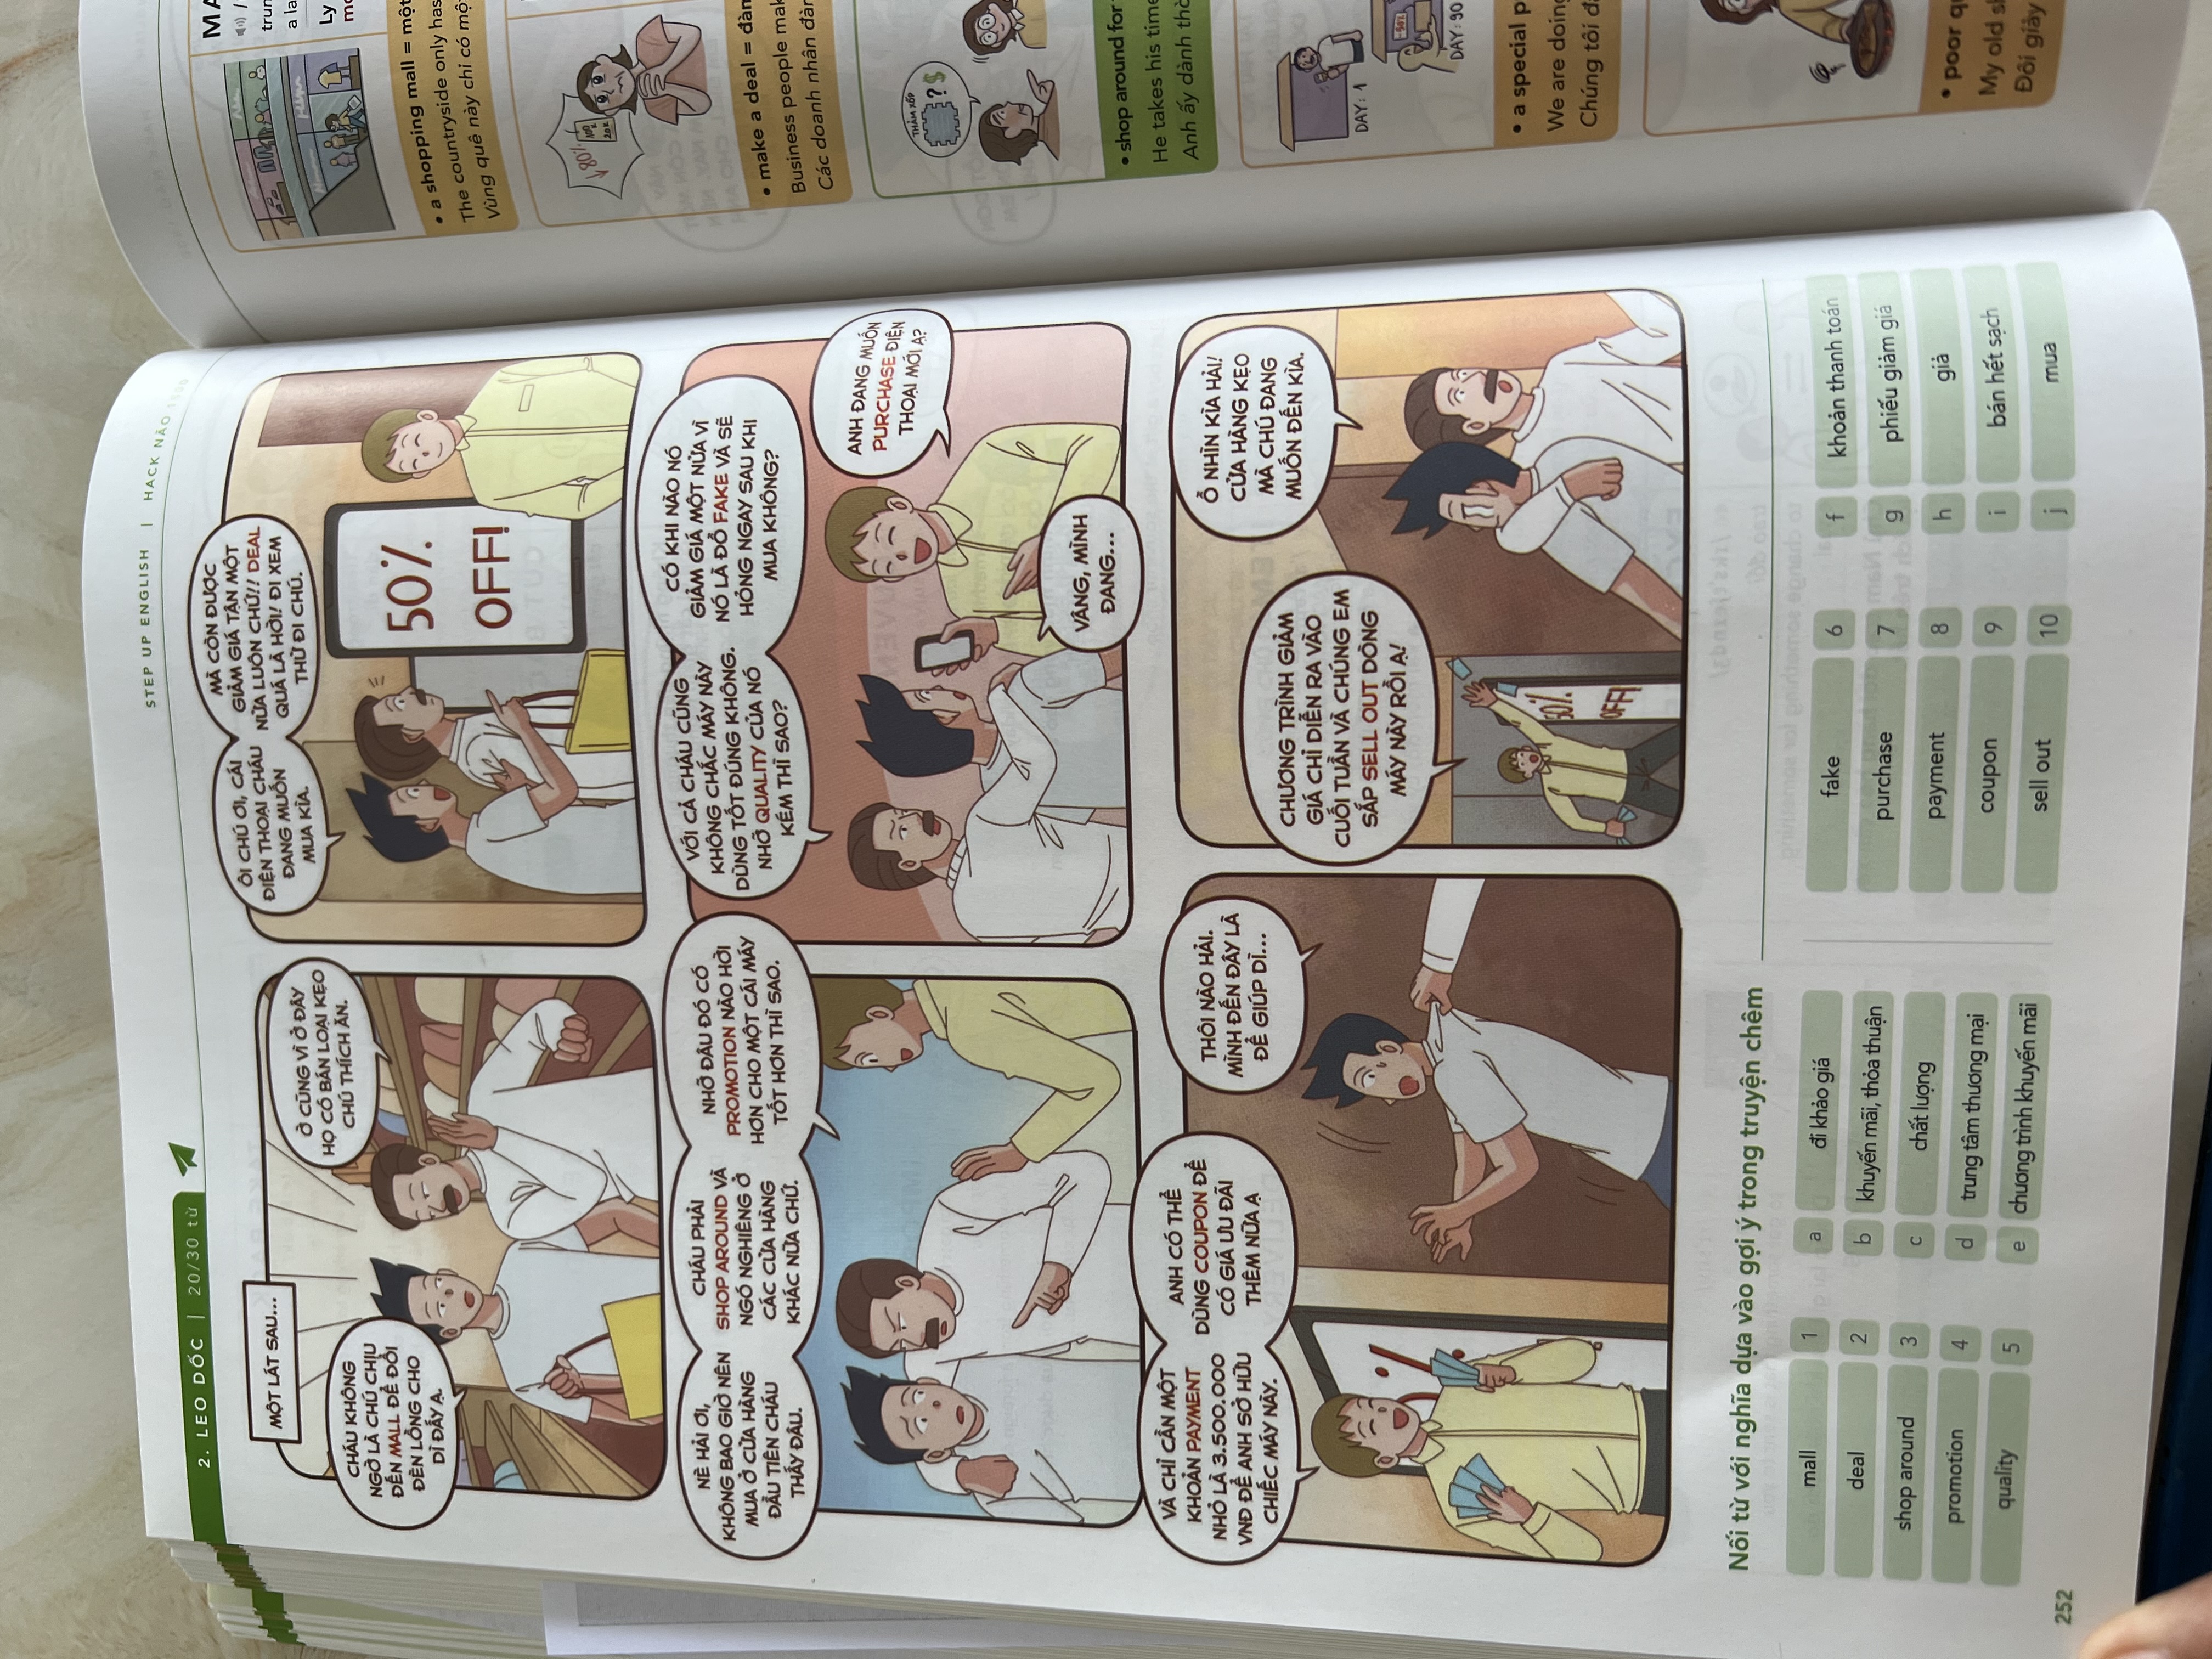 STEP UP ENGLISH | HACK NÃO
2. LEO DỐC | 20/30 từ
MỘT LÁT SAU...
CHÁU KHÔNG
NGỜ LÀ CHÚ CHỊU
ĐẾN MALL ĐỂ ĐỔI
ĐÈN LỒNG CHO
DÌ ĐẤY Ạ.
Ờ CŨNG VÌ Ở ĐÂY
HỌ CÓ BÁN LOẠI KẸO
CHÚ THÍCH ĂN.
ÔI CHÚ ƠI, CÁI
ĐIỆN THOẠI CHÁU
ĐANG MUỐN
MUA KÌA.
MÀ CÒN ĐƯỢC
GIẢM GIÁ TẬN MỘT
NỬA LUÔN CHỨ!! DEAL
QUÁ LÀ HỜI! ĐI XEM
THỬ ĐI CHÚ.
50%
OFF!
NÈ HẢI ƠI,
KHÔNG BAO GIỜ NÊN
MUA Ở CỬA HÀNG
ĐẦU TIÊN CHÁU
THẤY ĐÂU.
CHÁU PHẢI
SHOP AROUND VÀ
NGÓ NGHIÊNG Ở
CÁC CỬA HÀNG
KHÁC NỮA CHỨ.
NHỠ ĐÂU ĐÓ CÓ
PROMOTION NÀO HỜI
HƠN CHO MỘT CÁI MÁY
TỐT HƠN THÌ SAO.
VỚI CẢ CHÁU CŨNG
KHÔNG CHẮC MÁY NÀY
DÙNG TỐT ĐÚNG KHÔNG.
NHỠ QUALITY CỦA NÓ
KÉM THÌ SAO?
CÓ KHI NÀO NÓ
GIẢM GIÁ MỘT NỬA VÌ
NÓ LÀ ĐỒ FAKE VÀ SẼ
HỎNG NGAY SAU KHI
MUA KHÔNG?
ANH ĐANG MUỐN
PURCHASE ĐIỆN
THOẠI MỚI Ạ?
VÂNG, MÌNH
ĐANG...
VÀ CHỈ CẦN MỘT
KHOẢN PAYMENT
NHỎ LÀ 3.500.000
VNĐ ĐỂ ANH SỞ HỮU
CHIẾC MÁY NÀY.
ANH CÓ THỂ
DÙNG COUPON ĐỂ
CÓ GIÁ ƯU ĐÃI
THÊM NỮA Ạ
THÔI NÀO HẢI.
MÌNH ĐẾN ĐÂY LÀ
ĐỂ GIÚP DÌ...
CHƯƠNG TRÌNH GIẢM
GIÁ CHỈ DIỄN RA VÀO
CUỐI TUẦN VÀ CHÚNG EM
SẮP SELL OUT DÒNG
MÁY NÀY RỒI Ạ!
Ồ NHÌN KÌA HẢI!
CỬA HÀNG KẸO
MÀ CHÚ ĐANG
MUỐN ĐẾN KÌA.
50%
OFF!
Nối từ với nghĩa dựa vào gợi ý trong truyện chêm
mall 1 a đi khảo giá
deal 2 b khuyến mãi, thỏa thuận
shop around 3 c chất lượng
promotion 4 d trung tâm thương mại
quality 5 e chương trình khuyến mãi
fake 6 f khoản thanh toán
purchase 7 g phiếu giảm giá
payment 8 h giả
coupon 9 i bán hết sạch
sell out 10 j mua
252
• a shopping mall = một
The countryside only has
Vùng quê này chỉ có
↓80%
• make a deal =
Business people
Các doanh nhân
THẢM XỐP
? $
• shop around for
He takes his time
Anh ấy dành
DAY: 1
-50%
DAY: 90
• a special
We are
Chúng tôi
• poor
My old
Đôi giày